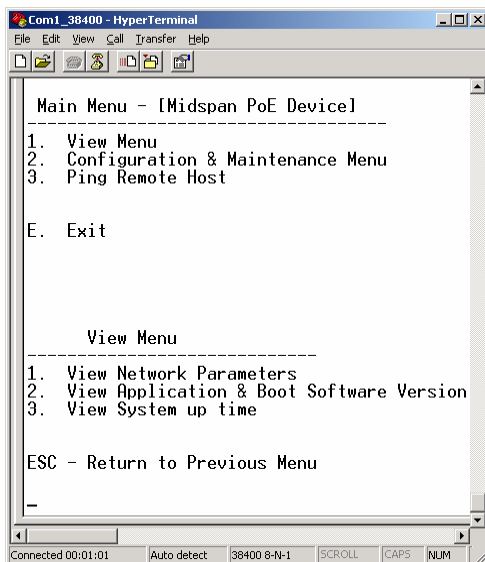 Com1_38400 - HyperTerminal
File Edit View Call Transfer Help
Main Menu - [Midspan PoE Device]
------------------------------------
1. View Menu
2. Configuration & Maintenance Menu
3. Ping Remote Host
E. Exit
View Menu
-----------------------------
1. View Network Parameters
2. View Application & Boot Software Version
3. View System up time
ESC - Return to Previous Menu
_
Connected 00:01:01 Auto detect 38400 8-N-1 SCROLL CAPS NUM